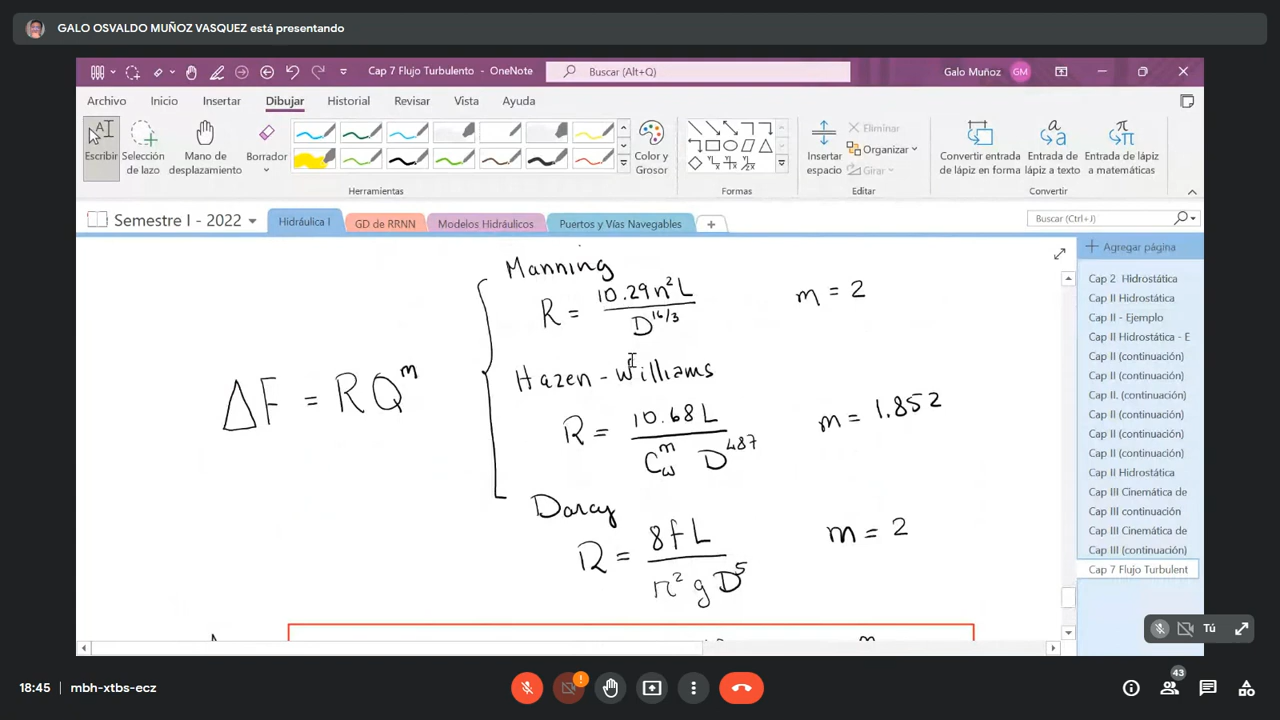 GALO OSVALDO MUÑOZ VASQUEZ está presentando
Cap 7 Flujo Turbulento - OneNote
Buscar (Alt+Q)
Galo Muñoz GM
Archivo Inicio Insertar Dibujar Historial Revisar Vista Ayuda
Escribir
Selección de lazo
Mano de desplazamiento
Borrador
Color y Grosor
Insertar espacio
Eliminar
Organizar
Girar
Convertir entrada de lápiz en forma
Entrada de lápiz a texto
Entrada de lápiz a matemáticas
Herramientas Formas Editar Convertir
Semestre I - 2022 Hidráulica I GD de RRNN Modelos Hidráulicos Puertos y Vías Navegables
Buscar (Ctrl+J)
Manning
R = 10.29n²L / D^16/3 m = 2
Hazen - Williams
ΔF = RQ^m
R = 10.68 L / C_w^m D^487 m = 1.852
Darcy
R = 8fL / π² g D⁵ m = 2
Agregar página
Cap 2 Hidrostática
Cap II Hidrostática
Cap II - Ejemplo
Cap II Hidrostática - E
Cap II (continuación)
Cap II (continuación)
Cap II. (continuación)
Cap II (continuación)
Cap II (continuación)
Cap II (continuación)
Cap II Hidrostática
Cap III Cinemática de
Cap III continuación
Cap III Cinemática de
Cap III (continuación)
Cap 7 Flujo Turbulent
Tú
18:45 mbh-xtbs-ecz
43